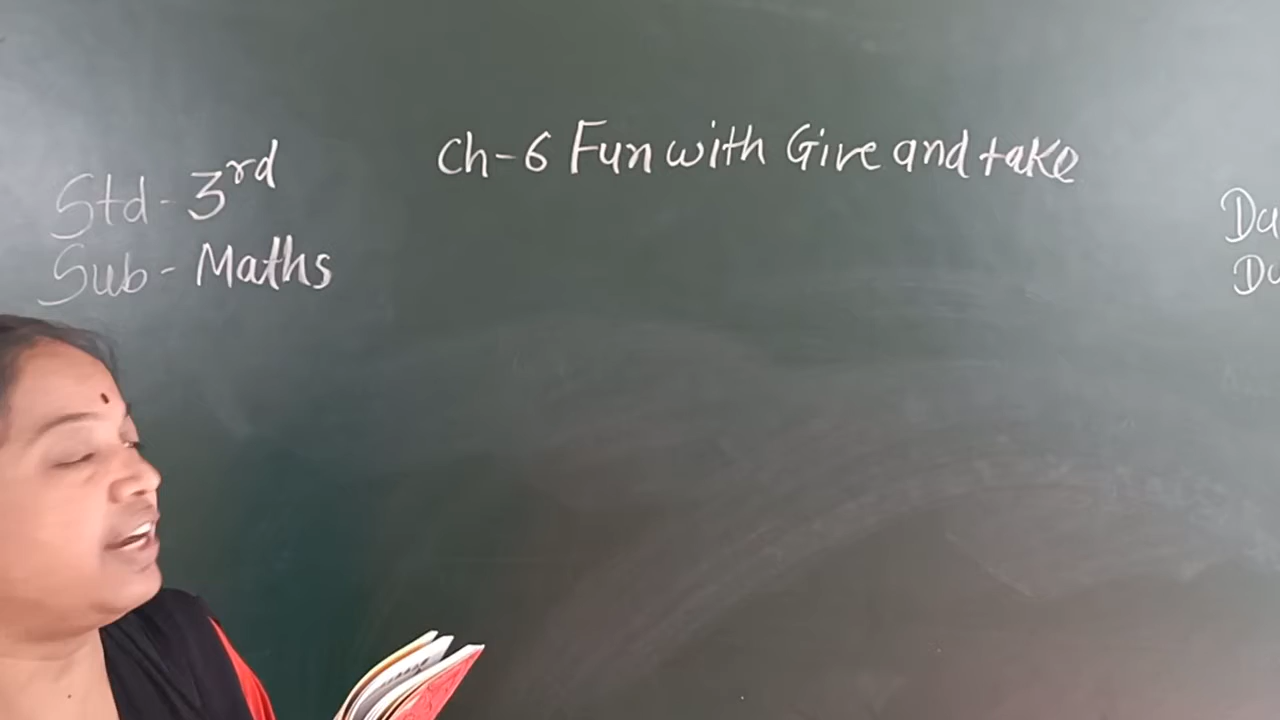 Ch-6 Fun with Give and take
Std- 3rd
Sub- Maths